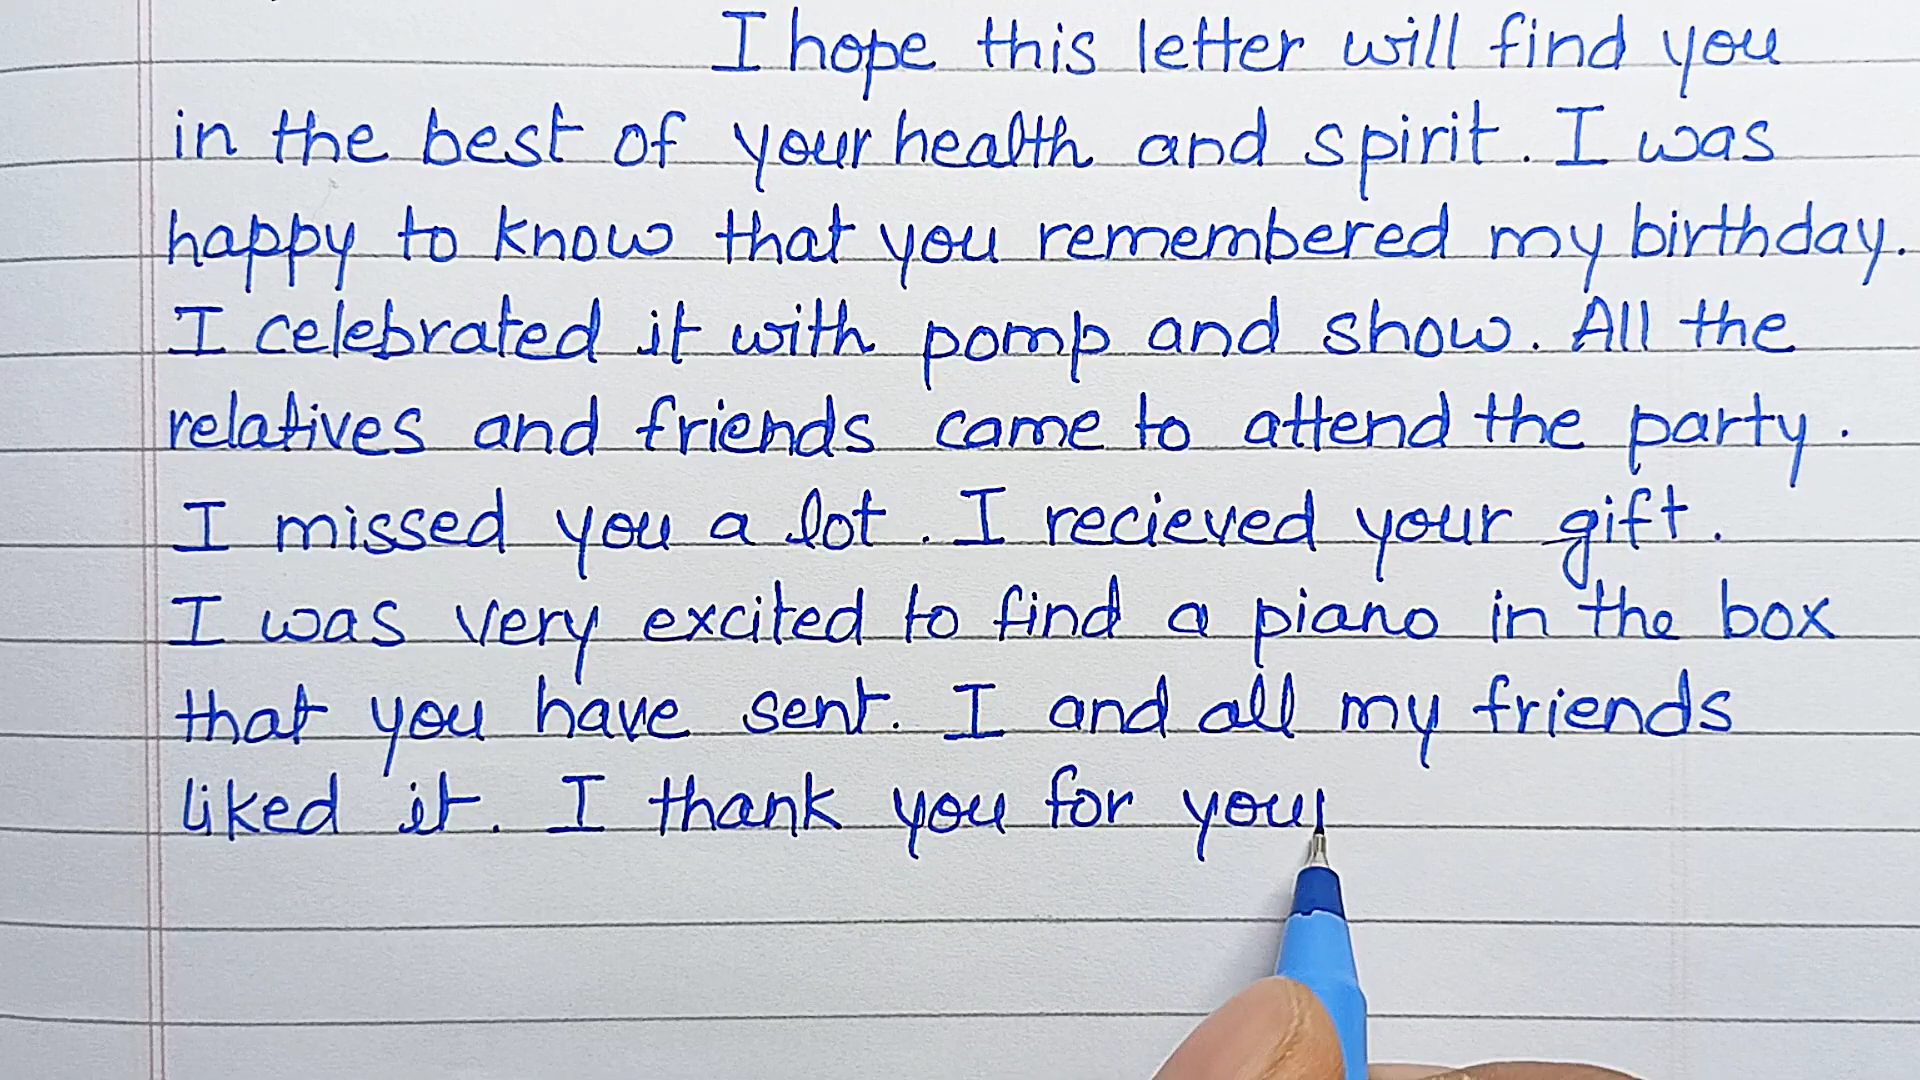 I hope this letter will find you
in the best of your health and spirit. I was
happy to know that you remembered my birthday.
I celebrated it with pomp and show. All the
relatives and friends came to attend the party.
I missed you a lot. I recieved your gift.
I was very excited to find a piano in the box
that you have sent. I and all my friends
liked it. I thank you for your